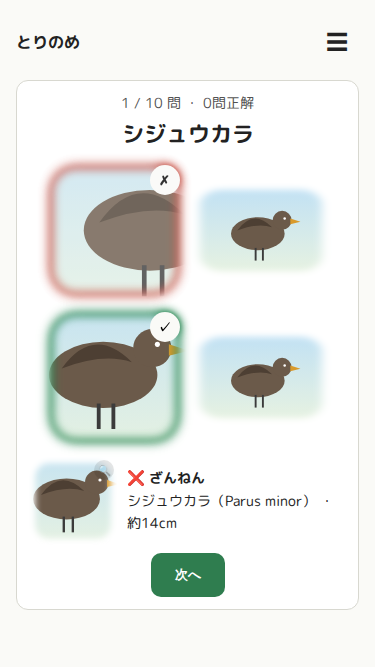 とりのめ
1 / 10 問 · 0問正解
シジュウカラ
✗
✓
❌ ざんねん
シジュウカラ（Parus minor） ·
約14cm
次へ